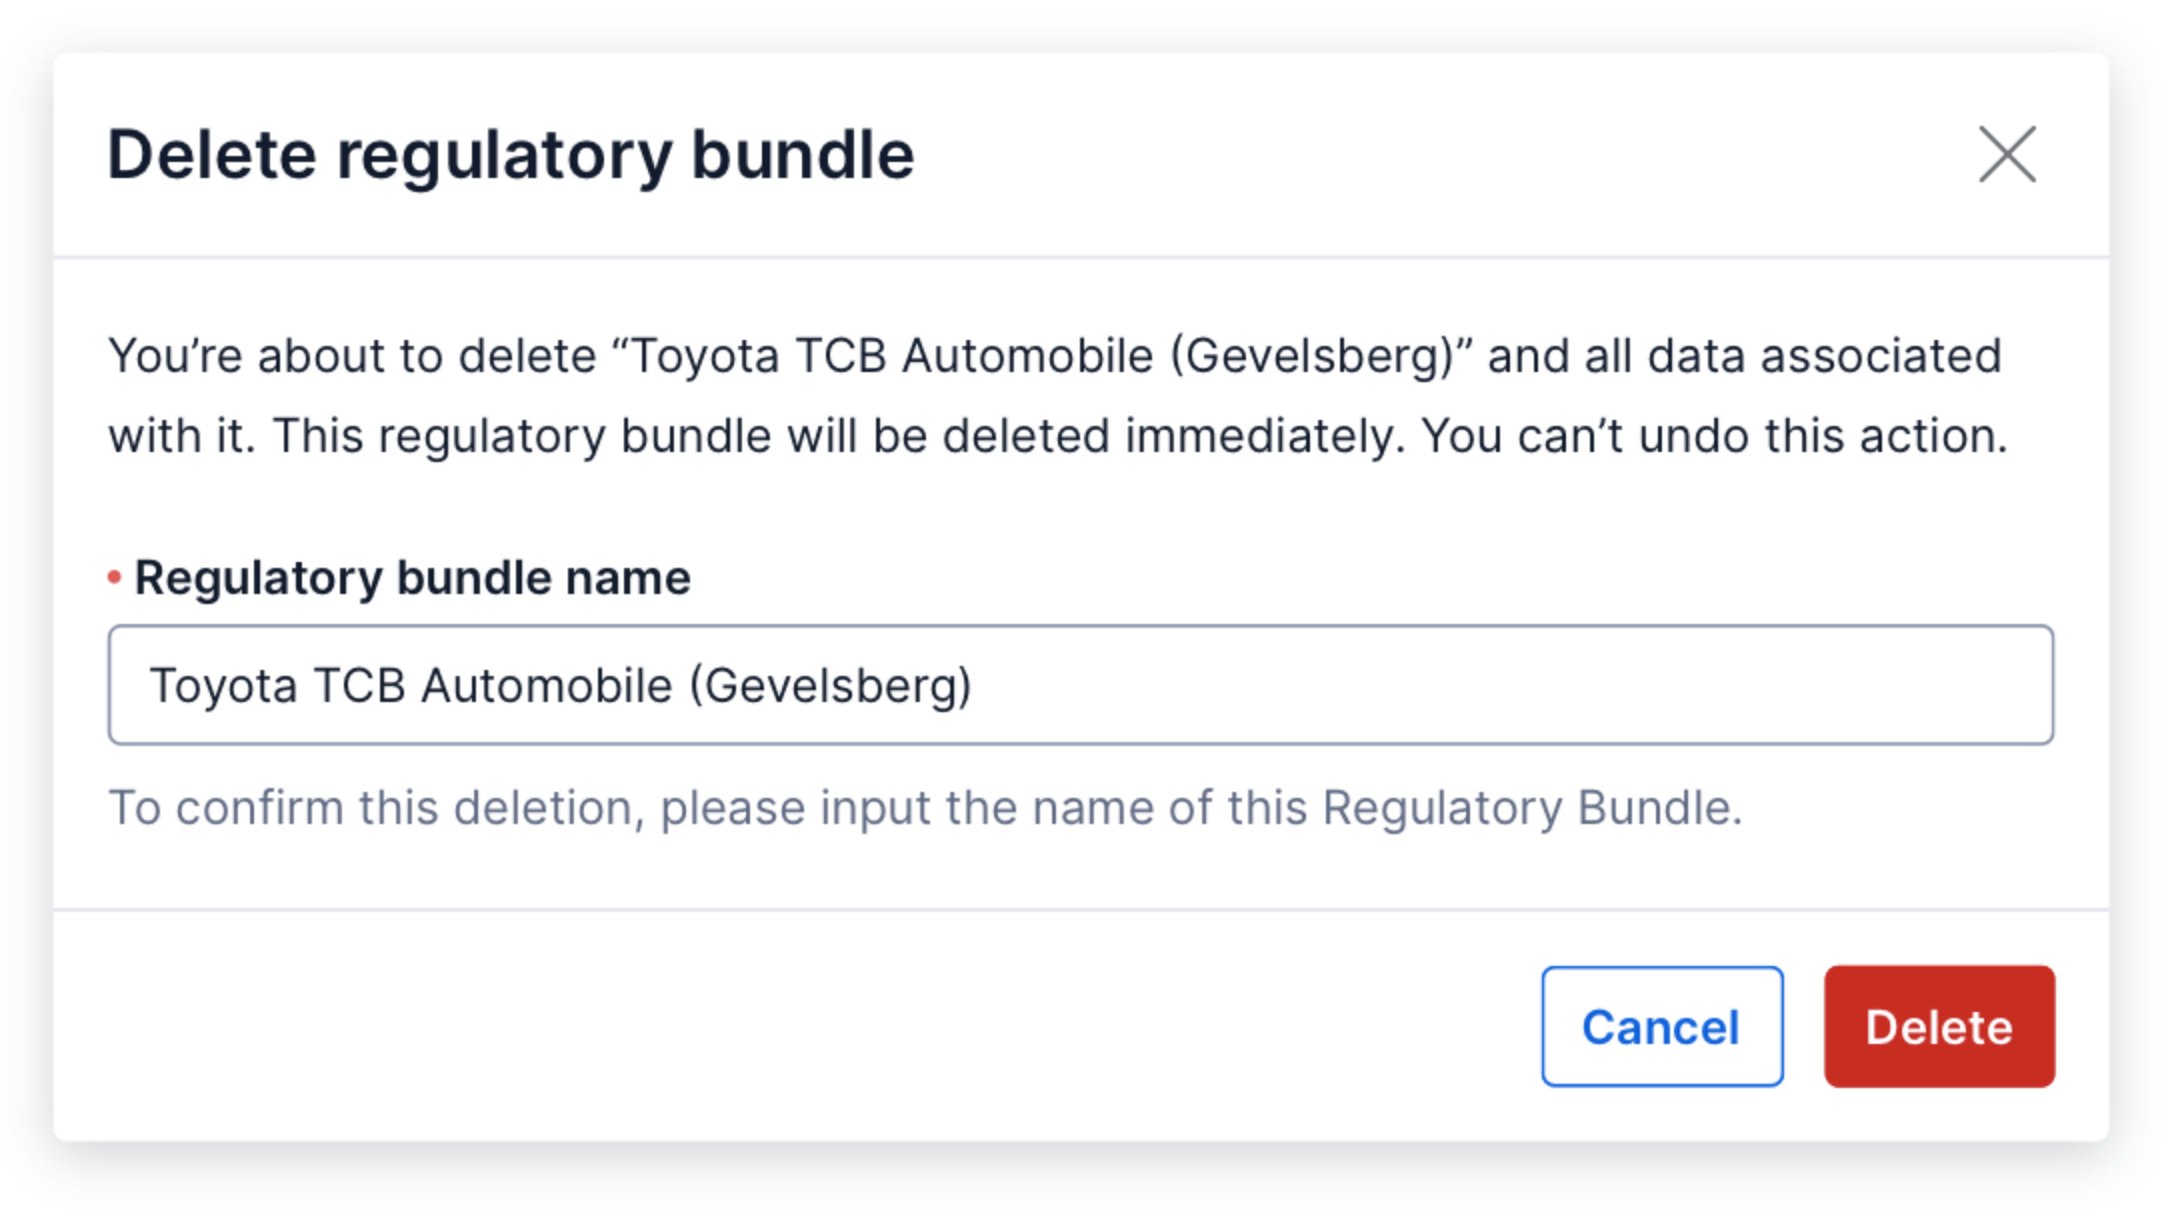 Delete regulatory bundle
You’re about to delete “Toyota TCB Automobile (Gevelsberg)” and all data associated
with it. This regulatory bundle will be deleted immediately. You can’t undo this action.
• Regulatory bundle name
Toyota TCB Automobile (Gevelsberg)
To confirm this deletion, please input the name of this Regulatory Bundle.
Cancel Delete